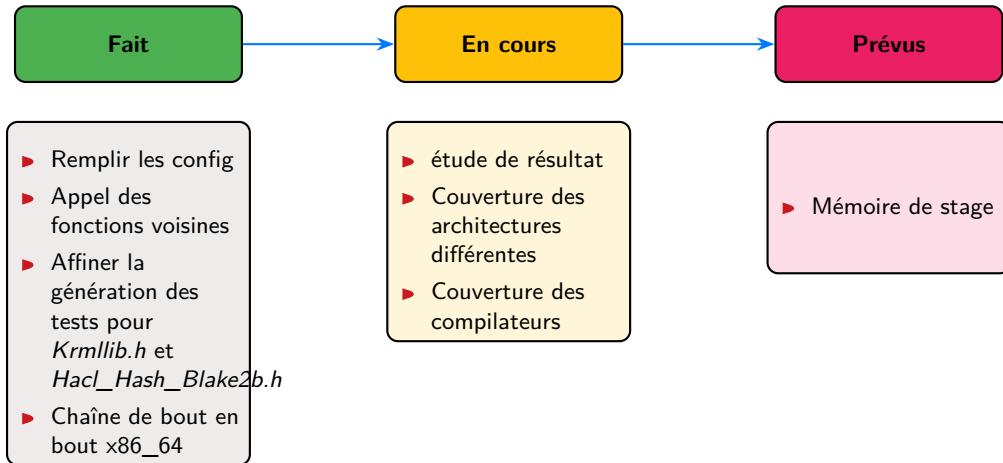 Fait
En cours
Prévus
Remplir les config
Appel des
fonctions voisines
Affiner la
génération des
tests pour
Krmllib.h et
Hacl_Hash_Blake2b.h
Chaîne de bout en
bout x86_64
étude de résultat
Couverture des
architectures
différentes
Couverture des
compilateurs
Mémoire de stage